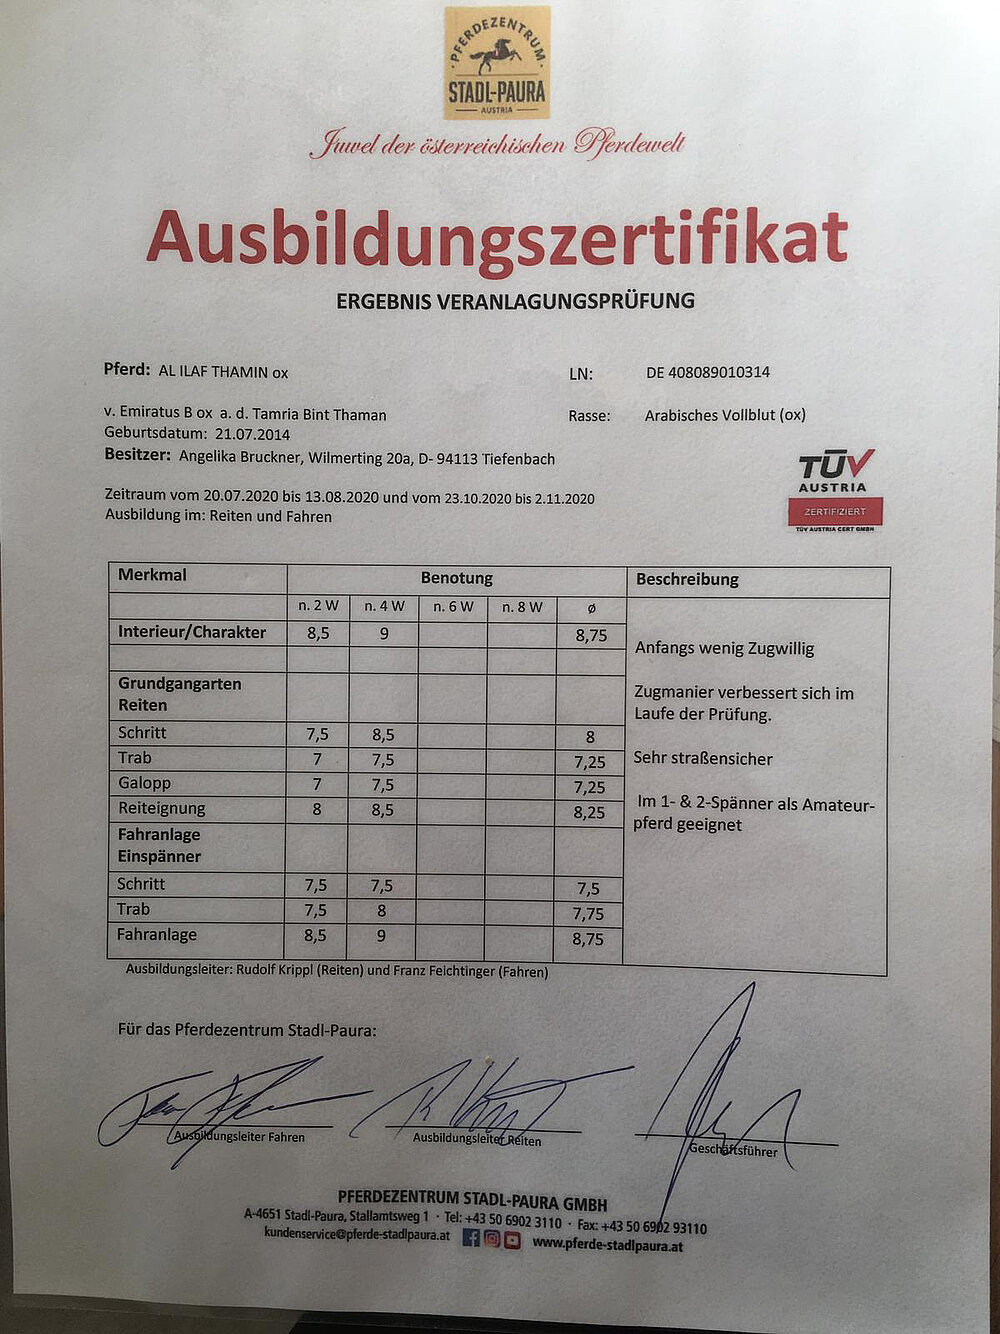 PFERDEZENTRUM
STADL-PAURA
AUSTRIA
Juwel der österreichischen Pferdewelt
Ausbildungszertifikat
ERGEBNIS VERANLAGUNGSPRÜFUNG
Pferd: AL ILAF THAMIN ox LN: DE 408089010314
v. Emiratus B ox a. d. Tamria Bint Thaman Rasse: Arabisches Vollblut (ox)
Geburtsdatum: 21.07.2014
Besitzer: Angelika Bruckner, Wilmerting 20a, D- 94113 Tiefenbach
TÜV
AUSTRIA
ZERTIFIZIERT
TÜV AUSTRIA CERT GMBH
Zeitraum vom 20.07.2020 bis 13.08.2020 und vom 23.10.2020 bis 2.11.2020
Ausbildung im: Reiten und Fahren
Merkmal Benotung Beschreibung
n. 2 W n. 4 W n. 6 W n. 8 W ø
Interieur/Charakter 8,5 9 8,75
Grundgangarten
Reiten
Schritt 7,5 8,5 8
Trab 7 7,5 7,25
Galopp 7 7,5 7,25
Reiteignung 8 8,5 8,25
Fahranlage
Einspänner
Schritt 7,5 7,5 7,5
Trab 7,5 8 7,75
Fahranlage 8,5 9 8,75
Anfangs wenig Zugwillig
Zugmanier verbessert sich im
Laufe der Prüfung.
Sehr straßensicher
Im 1- & 2-Spänner als Amateur-
pferd geeignet
Ausbildungsleiter: Rudolf Krippl (Reiten) und Franz Feichtinger (Fahren)
Für das Pferdezentrum Stadl-Paura:
Ausbildungsleiter Fahren Ausbildungsleiter Reiten Geschäftsführer
PFERDEZENTRUM STADL-PAURA GMBH
A-4651 Stadl-Paura, Stallamtsweg 1 · Tel: +43 50 6902 3110 · Fax: +43 50 6902 93110
kundenservice@pferde-stadlpaura.at www.pferde-stadlpaura.at